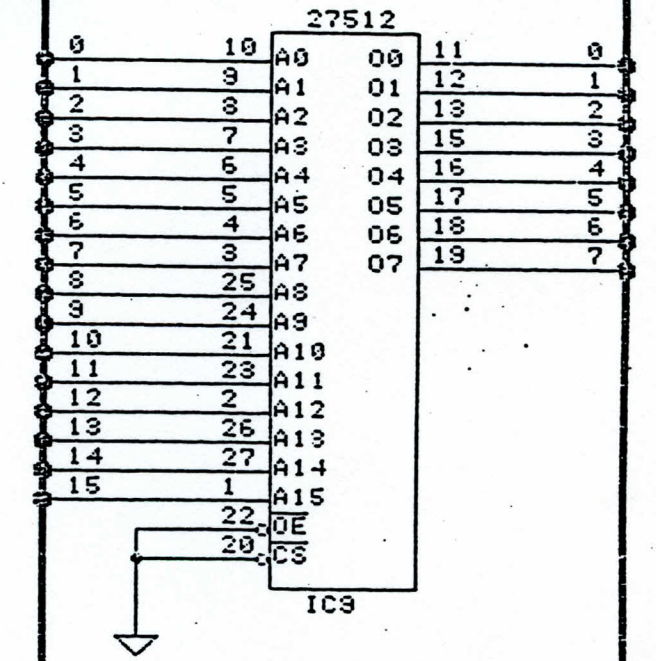 27512
0 10 A0 O0 11 0
1 9 A1 O1 12 1
2 8 A2 O2 13 2
3 7 A3 O3 15 3
4 6 A4 O4 16 4
5 5 A5 O5 17 5
6 4 A6 O6 18 6
7 3 A7 O7 19 7
8 25 A8
9 24 A9
10 21 A10
11 23 A11
12 2 A12
13 26 A13
14 27 A14
15 1 A15
22 OE
20 CS
IC9